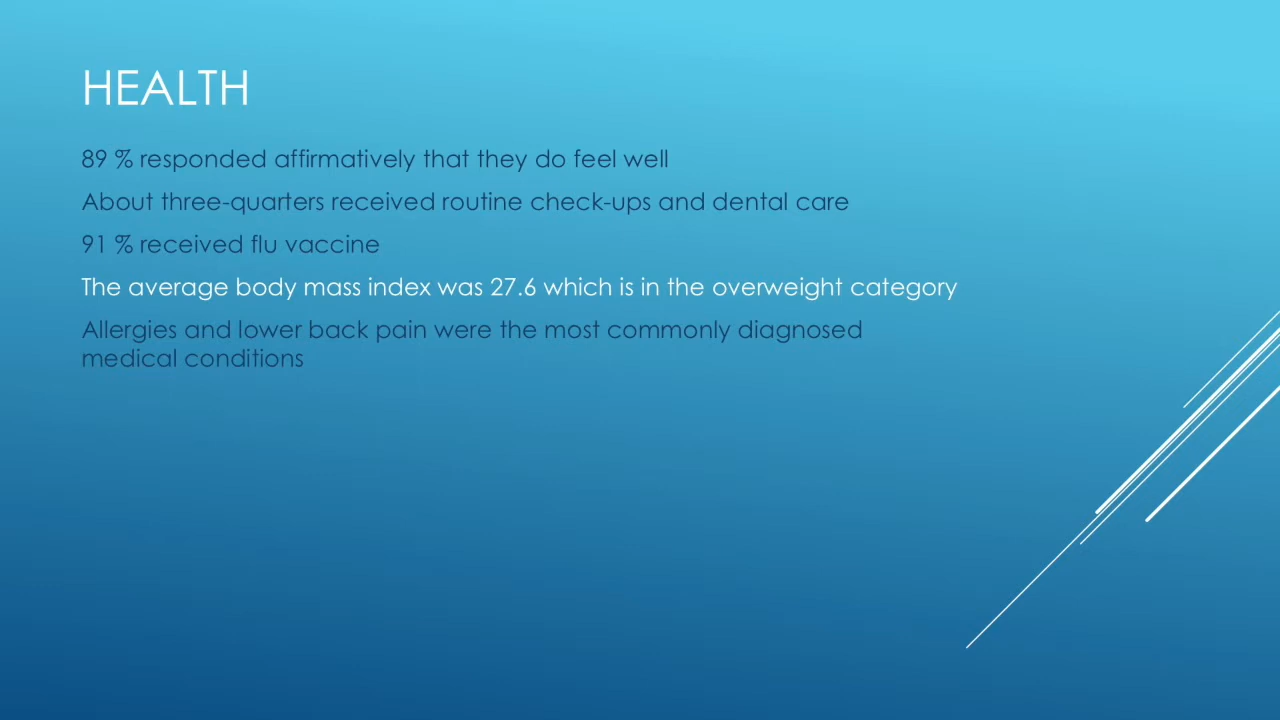 HEALTH
89 % responded affirmatively that they do feel well
About three-quarters received routine check-ups and dental care
91 % received flu vaccine
The average body mass index was 27.6 which is in the overweight category
Allergies and lower back pain were the most commonly diagnosed
medical conditions